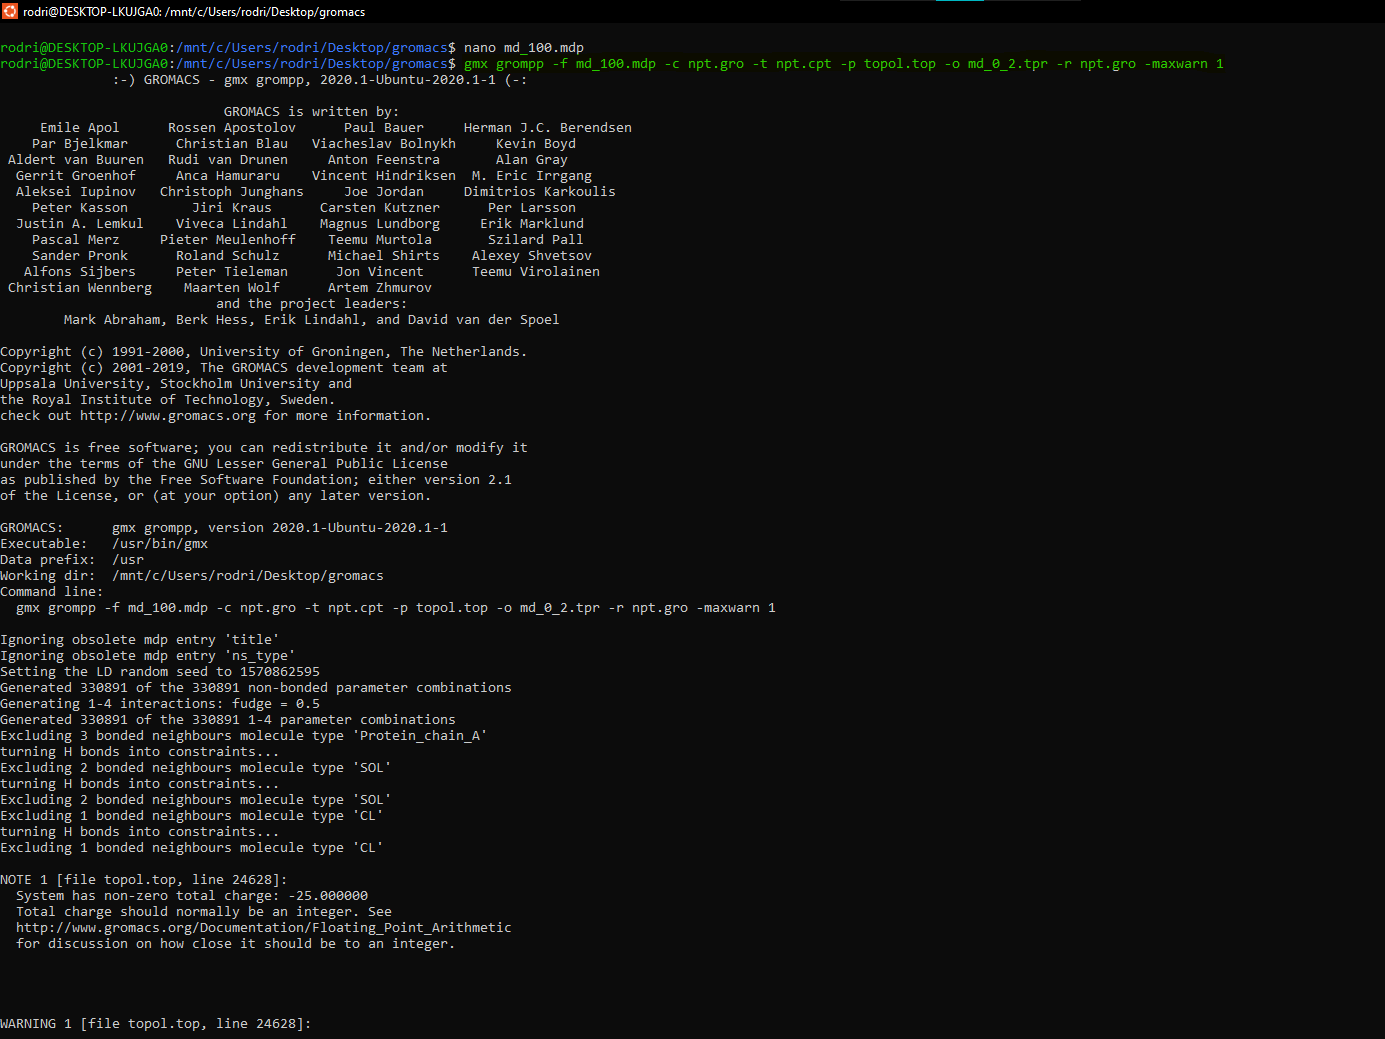 rodri@DESKTOP-LKUJGA0: /mnt/c/Users/rodri/Desktop/gromacs
rodri@DESKTOP-LKUJGA0:/mnt/c/Users/rodri/Desktop/gromacs$ nano md_100.mdp
rodri@DESKTOP-LKUJGA0:/mnt/c/Users/rodri/Desktop/gromacs$ gmx grompp -f md_100.mdp -c npt.gro -t npt.cpt -p topol.top -o md_0_2.tpr -r npt.gro -maxwarn 1
:-) GROMACS - gmx grompp, 2020.1-Ubuntu-2020.1-1 (-:
GROMACS is written by:
Emile Apol Rossen Apostolov Paul Bauer Herman J.C. Berendsen
Par Bjelkmar Christian Blau Viacheslav Bolnykh Kevin Boyd
Aldert van Buuren Rudi van Drunen Anton Feenstra Alan Gray
Gerrit Groenhof Anca Hamuraru Vincent Hindriksen M. Eric Irrgang
Aleksei Iupinov Christoph Junghans Joe Jordan Dimitrios Karkoulis
Peter Kasson Jiri Kraus Carsten Kutzner Per Larsson
Justin A. Lemkul Viveca Lindahl Magnus Lundborg Erik Marklund
Pascal Merz Pieter Meulenhoff Teemu Murtola Szilard Pall
Sander Pronk Roland Schulz Michael Shirts Alexey Shvetsov
Alfons Sijbers Peter Tieleman Jon Vincent Teemu Virolainen
Christian Wennberg Maarten Wolf Artem Zhmurov
and the project leaders:
Mark Abraham, Berk Hess, Erik Lindahl, and David van der Spoel
Copyright (c) 1991-2000, University of Groningen, The Netherlands.
Copyright (c) 2001-2019, The GROMACS development team at
Uppsala University, Stockholm University and
the Royal Institute of Technology, Sweden.
check out http://www.gromacs.org for more information.
GROMACS is free software; you can redistribute it and/or modify it
under the terms of the GNU Lesser General Public License
as published by the Free Software Foundation; either version 2.1
of the License, or (at your option) any later version.
GROMACS: gmx grompp, version 2020.1-Ubuntu-2020.1-1
Executable: /usr/bin/gmx
Data prefix: /usr
Working dir: /mnt/c/Users/rodri/Desktop/gromacs
Command line:
gmx grompp -f md_100.mdp -c npt.gro -t npt.cpt -p topol.top -o md_0_2.tpr -r npt.gro -maxwarn 1
Ignoring obsolete mdp entry 'title'
Ignoring obsolete mdp entry 'ns_type'
Setting the LD random seed to 1570862595
Generated 330891 of the 330891 non-bonded parameter combinations
Generating 1-4 interactions: fudge = 0.5
Generated 330891 of the 330891 1-4 parameter combinations
Excluding 3 bonded neighbours molecule type 'Protein_chain_A'
turning H bonds into constraints...
Excluding 2 bonded neighbours molecule type 'SOL'
turning H bonds into constraints...
Excluding 2 bonded neighbours molecule type 'SOL'
Excluding 1 bonded neighbours molecule type 'CL'
turning H bonds into constraints...
Excluding 1 bonded neighbours molecule type 'CL'
NOTE 1 [file topol.top, line 24628]:
System has non-zero total charge: -25.000000
Total charge should normally be an integer. See
http://www.gromacs.org/Documentation/Floating_Point_Arithmetic
for discussion on how close it should be to an integer.
WARNING 1 [file topol.top, line 24628]: